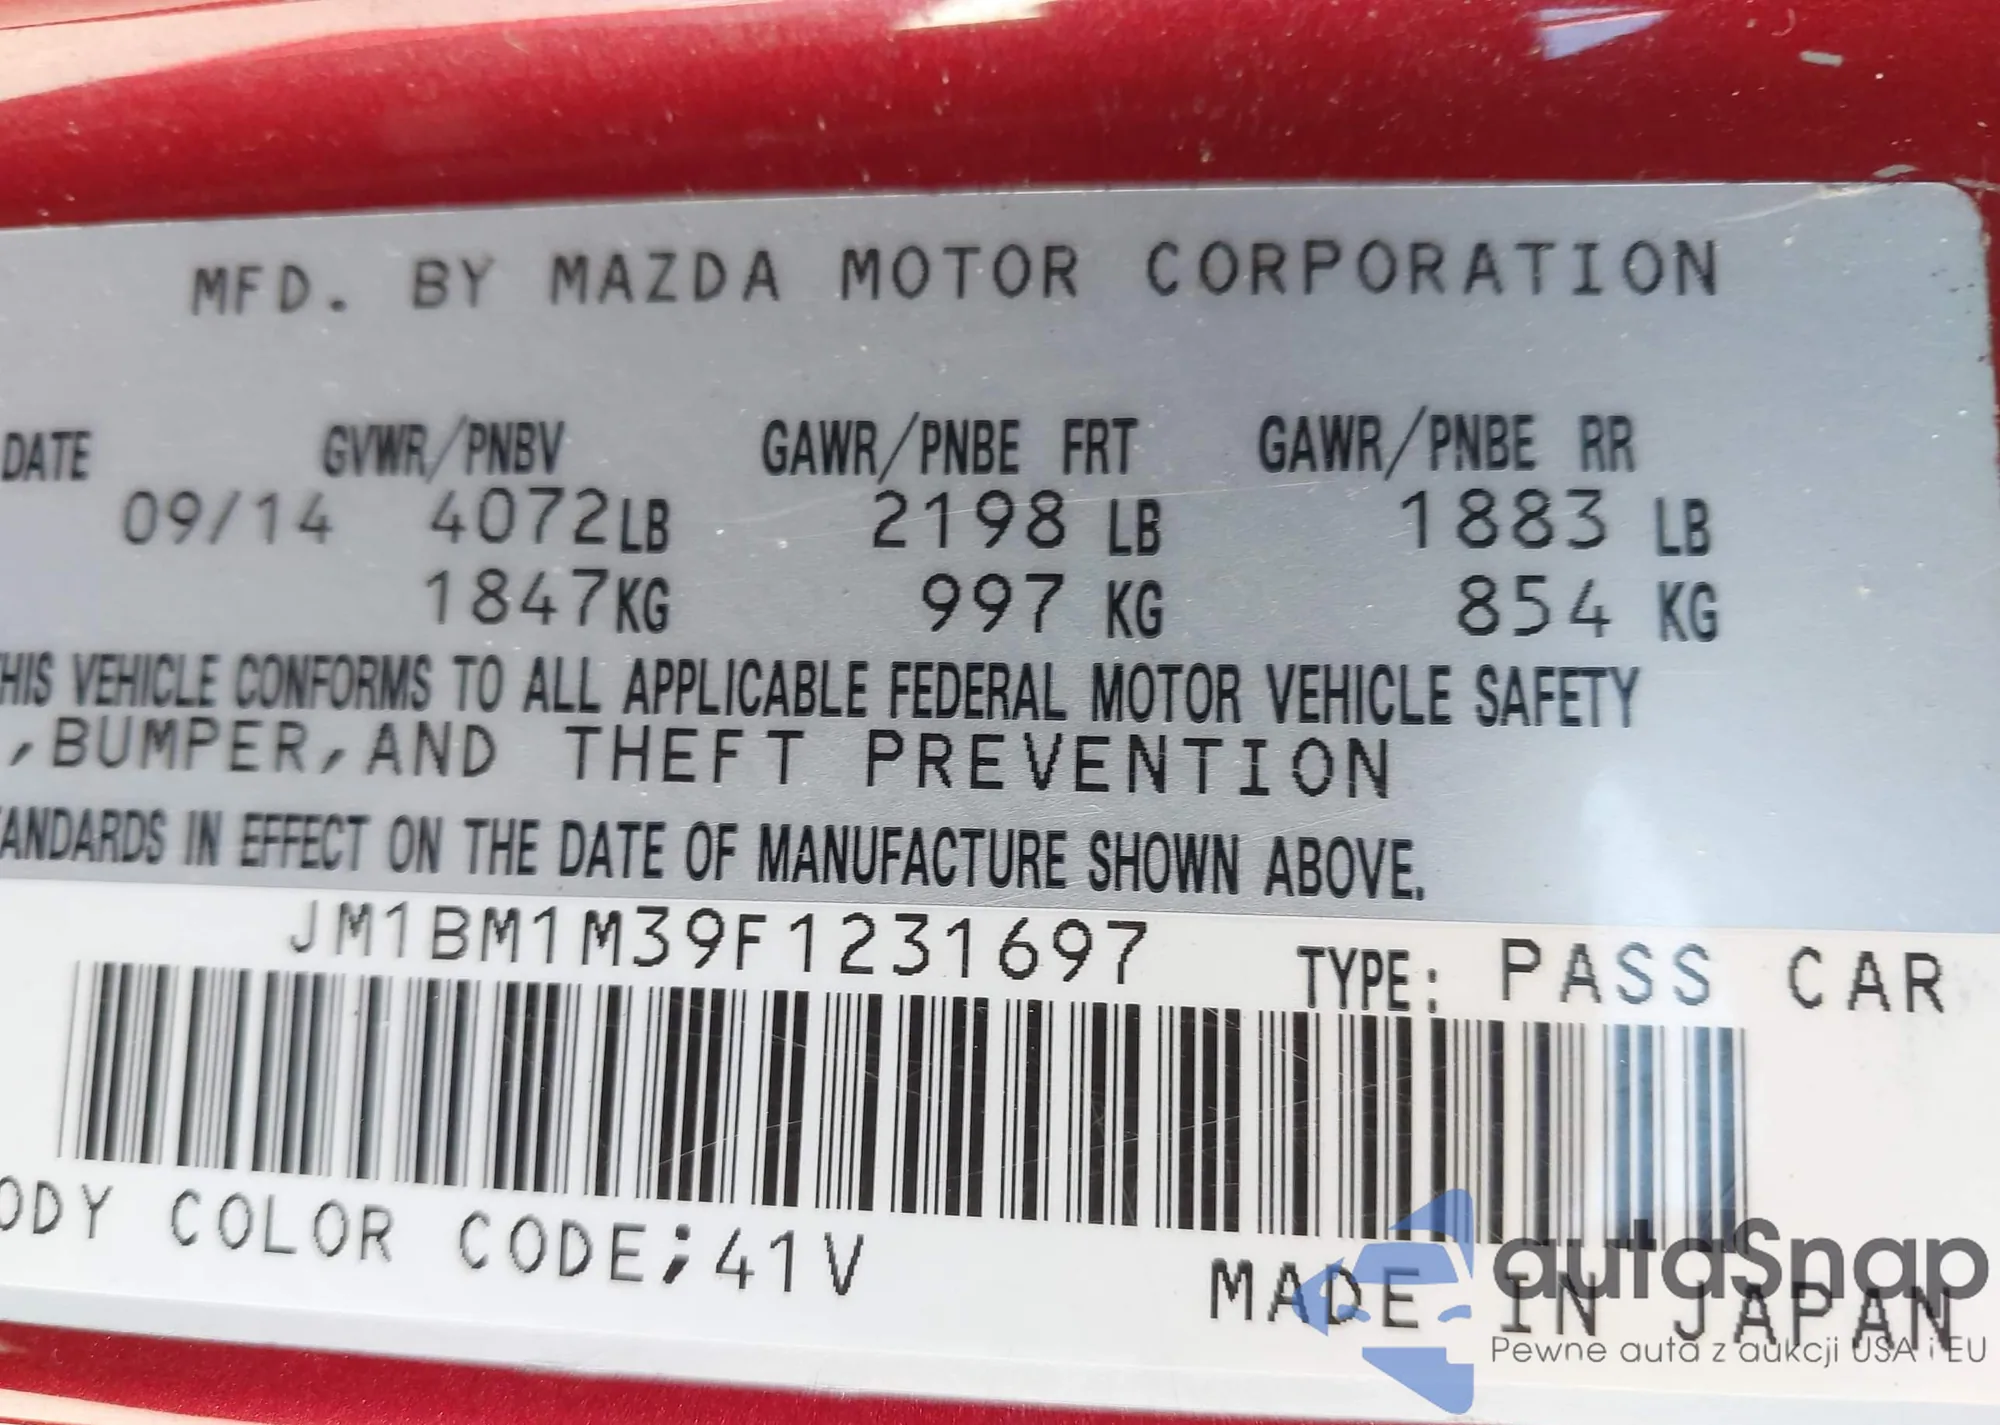 MFD. BY MAZDA MOTOR CORPORATION
DATE GVWR/PNBV GAWR/PNBE FRT GAWR/PNBE RR
09/14 4072LB 2198 LB 1883 LB
1847KG 997 KG 854 KG
HIS VEHICLE CONFORMS TO ALL APPLICABLE FEDERAL MOTOR VEHICLE SAFETY
,BUMPER,AND THEFT PREVENTION
ANDARDS IN EFFECT ON THE DATE OF MANUFACTURE SHOWN ABOVE.
JM1BM1M39F1231697 TYPE: PASS CAR
ODY COLOR CODE;41V
MADE IN JAPAN
autaSnap
Pewne auta z aukcji USA i EU